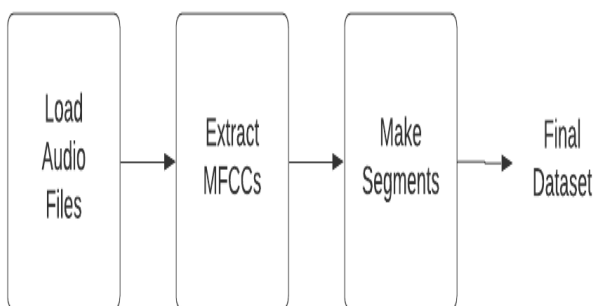 Load
Audio
Files
Extract
MFCCs
Make
Segments
Final
Dataset